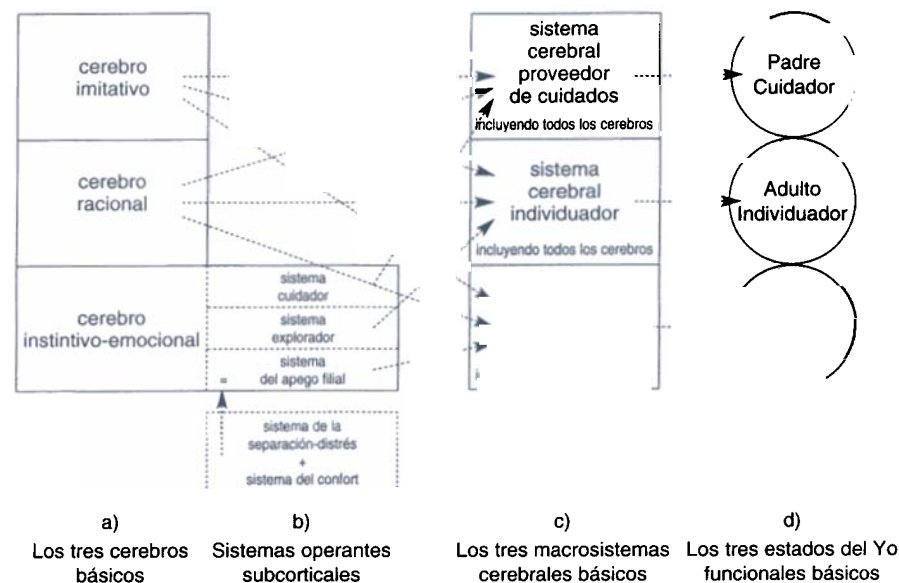 cerebro
imitativo
cerebro
racional
cerebro
instintivo-emocional
sistema
cuidador
sistema
explorador
sistema
del apego filial
=
sistema de la
separación-distrés
+
sistema del confort
sistema
cerebral
proveedor
de cuidados
incluyendo todos los cerebros
sistema
cerebral
individuador
incluyendo todos los cerebros
Padre
Cuidador
Adulto
Individuador
a)
Los tres cerebros
básicos
b)
Sistemas operantes
subcorticales
c)
Los tres macrosistemas
cerebrales básicos
d)
Los tres estados del Yo
funcionales básicos